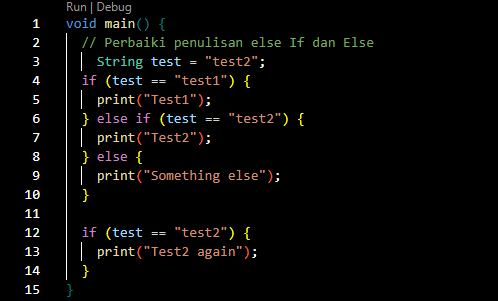 Run | Debug
1 void main() {
2 // Perbaiki penulisan else If dan Else
3 String test = "test2";
4 if (test == "test1") {
5 print("Test1");
6 } else if (test == "test2") {
7 print("Test2");
8 } else {
9 print("Something else");
10 }
11
12 if (test == "test2") {
13 print("Test2 again");
14 }
15 }